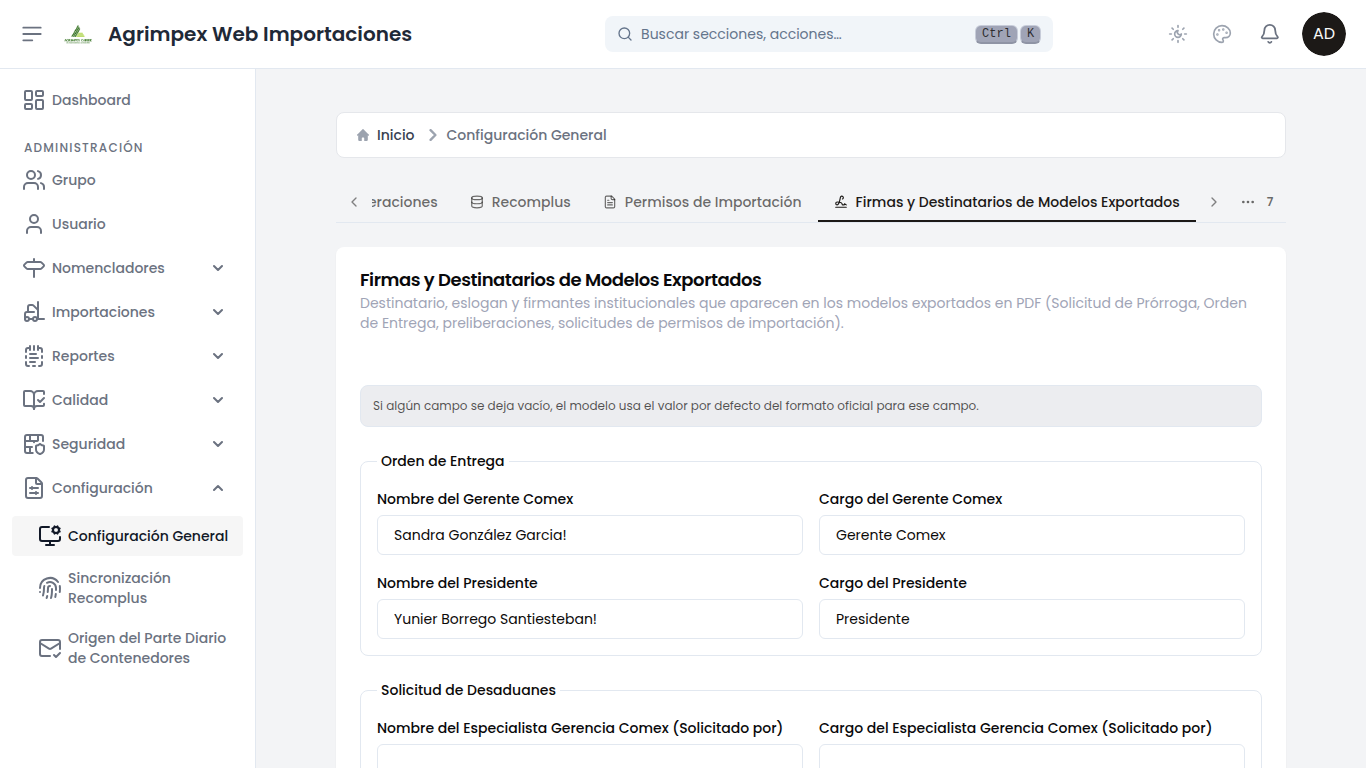 Agrimpex Web Importaciones
Buscar secciones, acciones...
Ctrl K
AD
Dashboard
ADMINISTRACIÓN
Grupo
Usuario
Nomencladores
Importaciones
Reportes
Calidad
Seguridad
Configuración
Configuración General
Sincronización
Recomplus
Origen del Parte Diario
de Contenedores
Inicio
Configuración General
eraciones
Recomplus
Permisos de Importación
Firmas y Destinatarios de Modelos Exportados
... 7
Firmas y Destinatarios de Modelos Exportados
Destinatario, eslogan y firmantes institucionales que aparecen en los modelos exportados en PDF (Solicitud de Prórroga, Orden
de Entrega, preliberaciones, solicitudes de permisos de importación).
Si algún campo se deja vacío, el modelo usa el valor por defecto del formato oficial para ese campo.
Orden de Entrega
Nombre del Gerente Comex
Cargo del Gerente Comex
Sandra González Garcia!
Gerente Comex
Nombre del Presidente
Cargo del Presidente
Yunier Borrego Santiesteban!
Presidente
Solicitud de Desaduanes
Nombre del Especialista Gerencia Comex (Solicitado por)
Cargo del Especialista Gerencia Comex (Solicitado por)